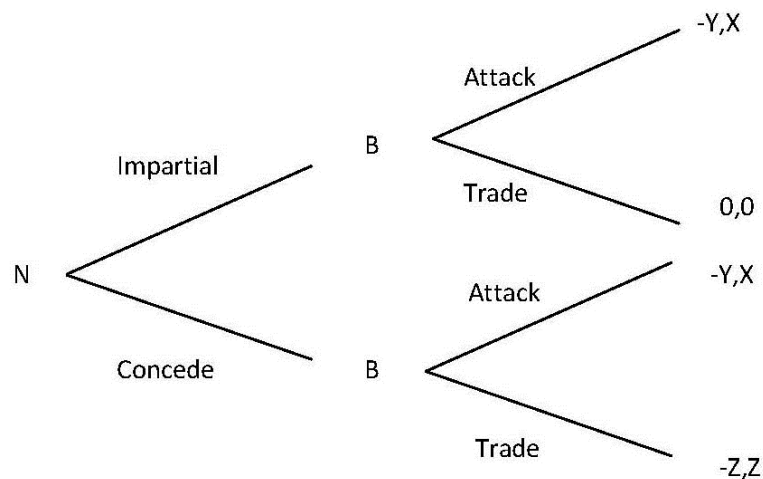 -Y,X
Attack
B
Impartial
Trade
0,0
N
Attack
-Y,X
Concede
B
Trade
-Z,Z